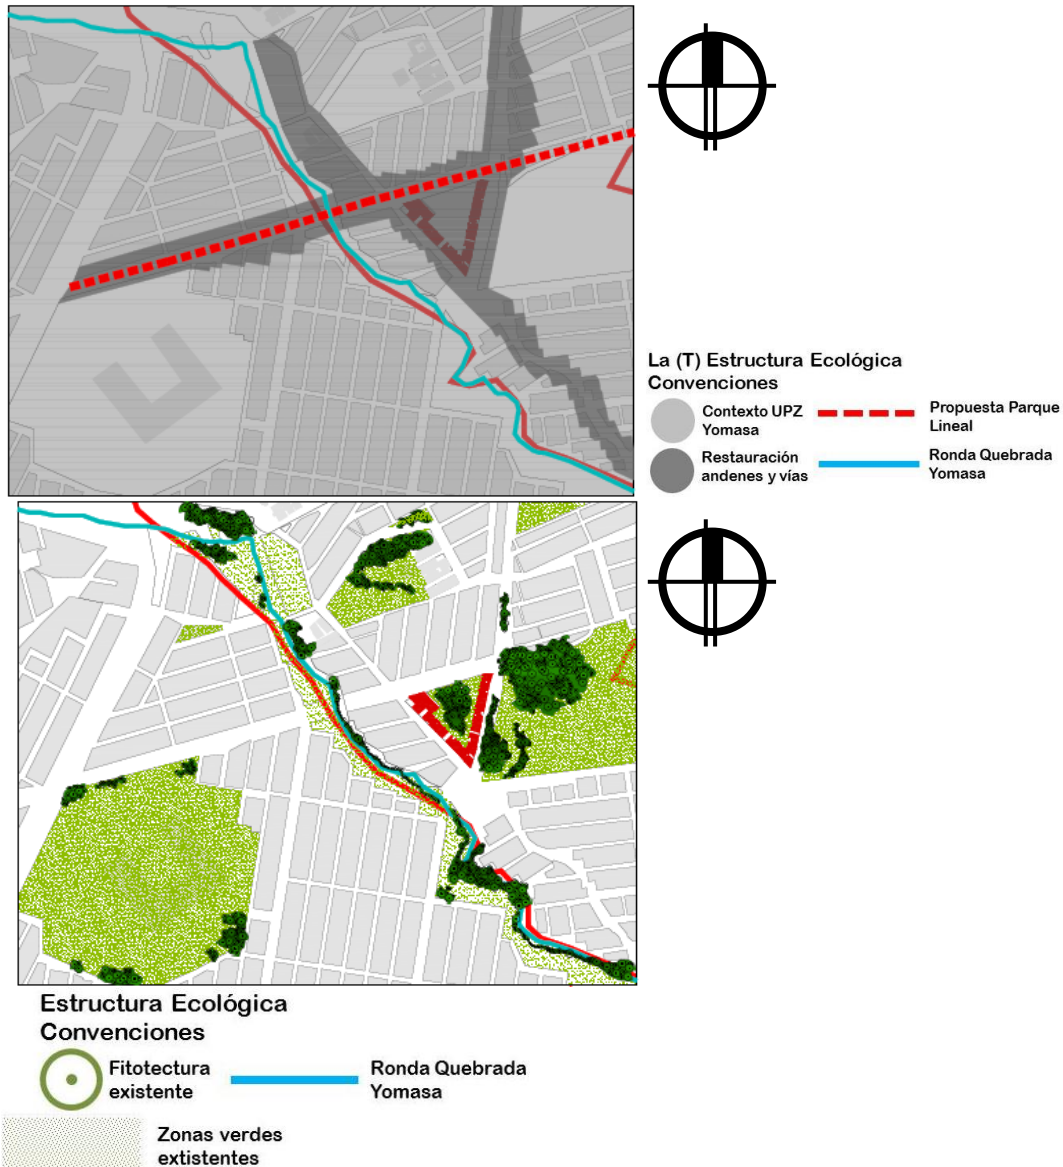 La (T) Estructura Ecológica
Convenciones
Contexto UPZ
Yomasa
Propuesta Parque
Lineal
Restauración
andenes y vías
Ronda Quebrada
Yomasa
Estructura Ecológica
Convenciones
Fitotectura
existente
Ronda Quebrada
Yomasa
Zonas verdes
extistentes